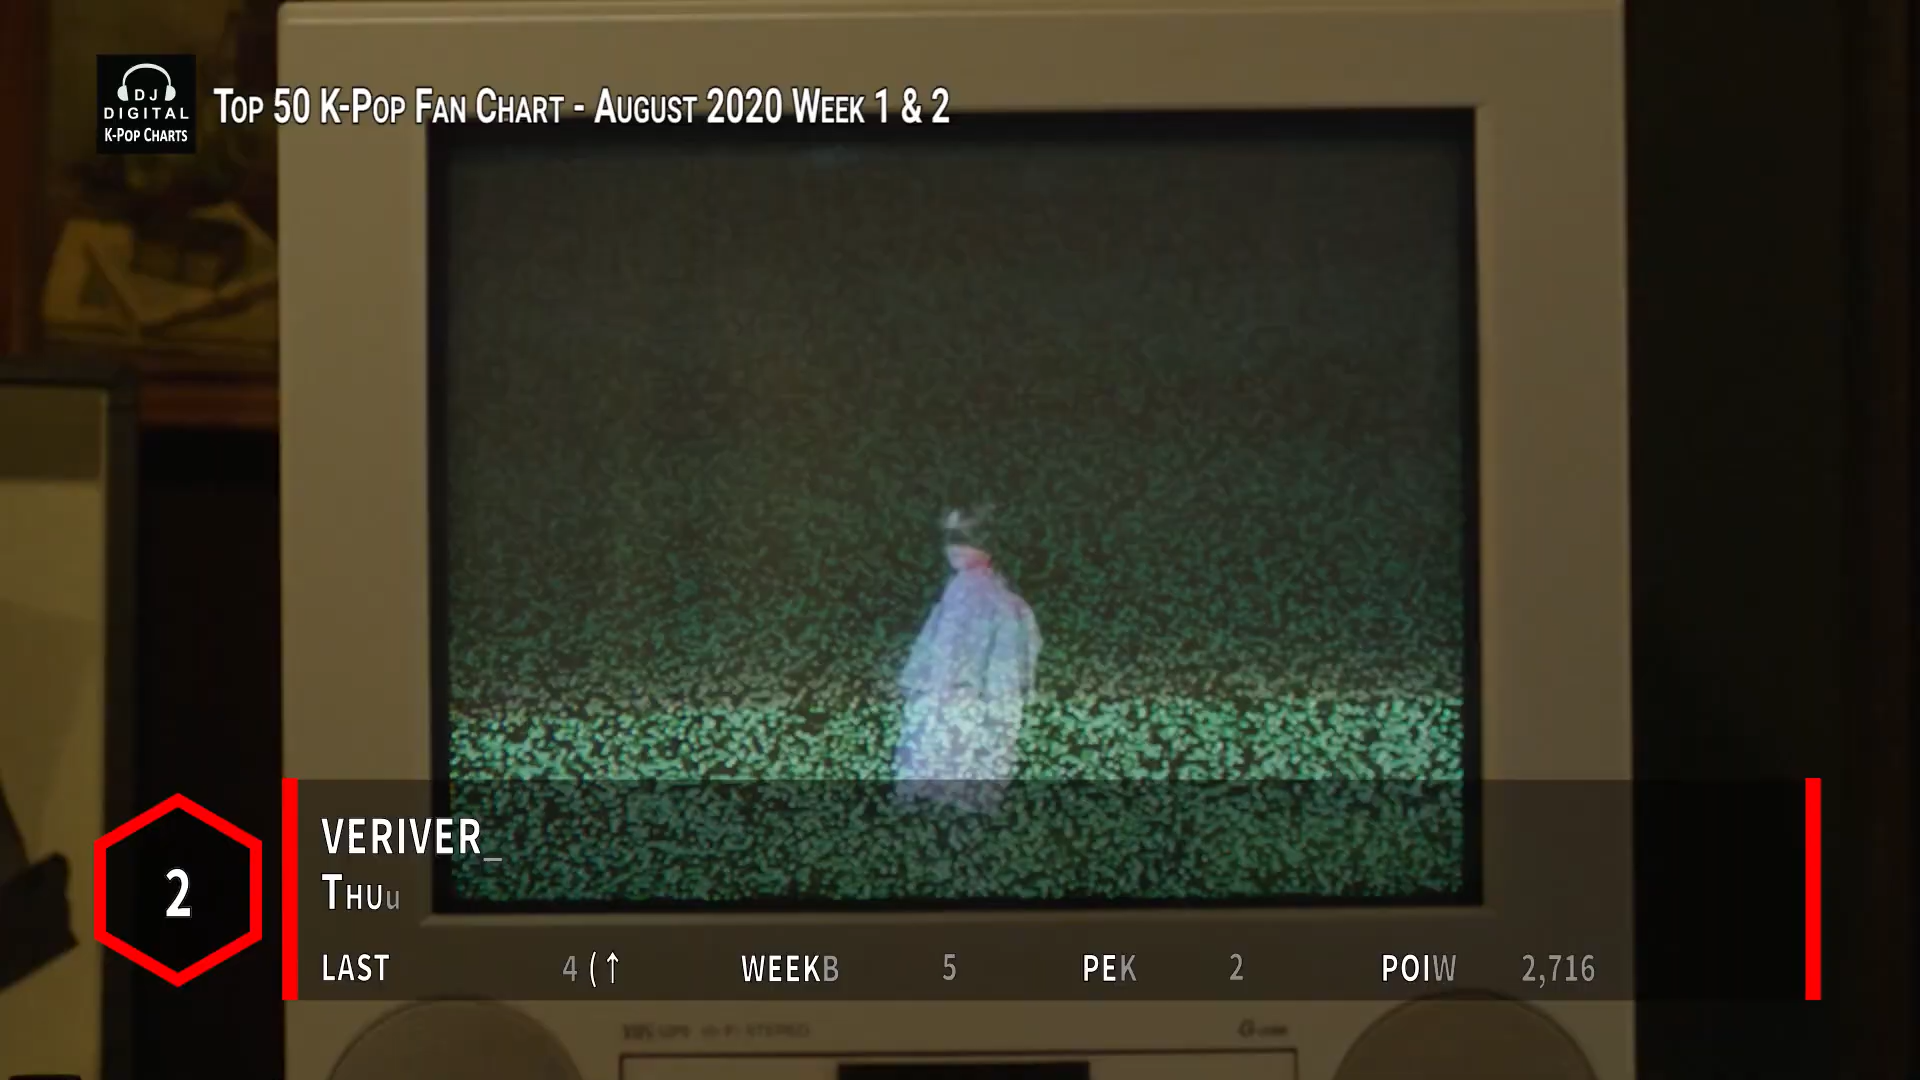 DJ
DIGITAL
K-POP CHARTS
TOP 50 K-POP FAN CHART - AUGUST 2020 WEEK 1 & 2
2
VERIVER_
THUu
LAST 4 (↑ WEEKB 5 PEK 2 POIW 2,716